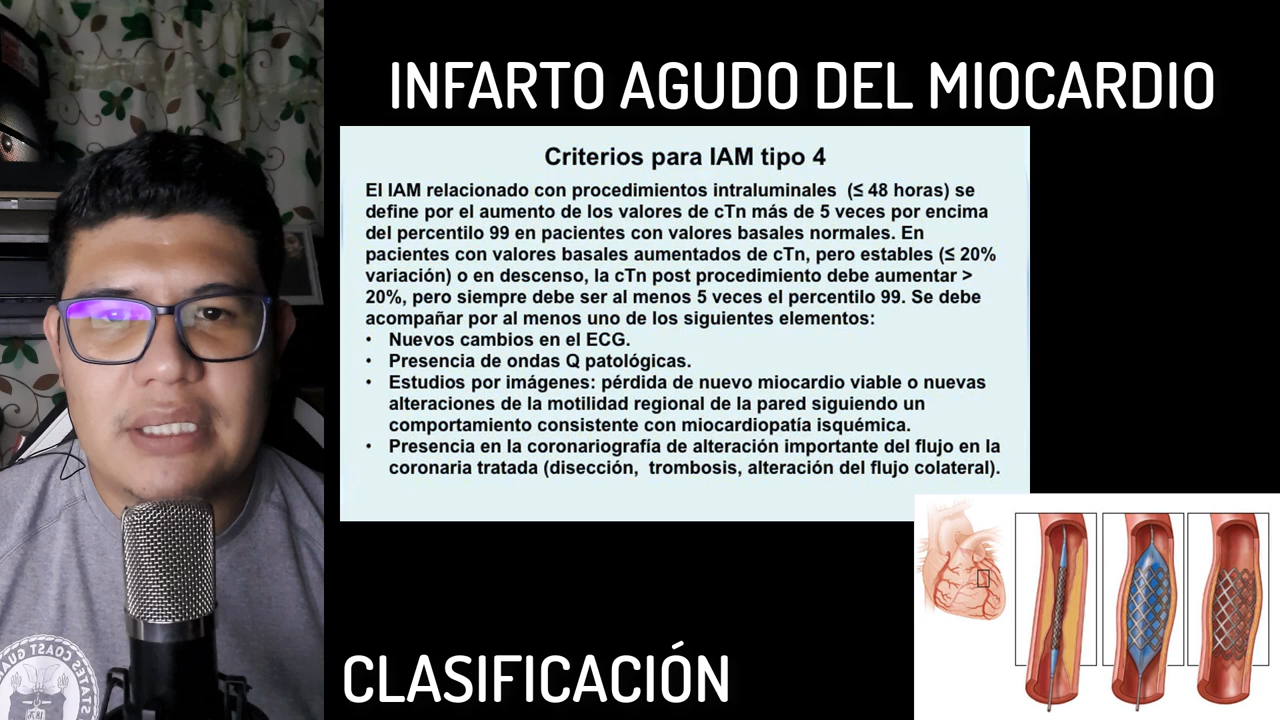 INFARTO AGUDO DEL MIOCARDIO
Criterios para IAM tipo 4
El IAM relacionado con procedimientos intraluminales (≤ 48 horas) se
define por el aumento de los valores de cTn más de 5 veces por encima
del percentilo 99 en pacientes con valores basales normales. En
pacientes con valores basales aumentados de cTn, pero estables (≤ 20%
variación) o en descenso, la cTn post procedimiento debe aumentar >
20%, pero siempre debe ser al menos 5 veces el percentilo 99. Se debe
acompañar por al menos uno de los siguientes elementos:
• Nuevos cambios en el ECG.
• Presencia de ondas Q patológicas.
• Estudios por imágenes: pérdida de nuevo miocardio viable o nuevas
alteraciones de la motilidad regional de la pared siguiendo un
comportamiento consistente con miocardiopatía isquémica.
• Presencia en la coronariografía de alteración importante del flujo en la
coronaria tratada (disección, trombosis, alteración del flujo colateral).
CLASIFICACIÓN
STATES COAST GUA